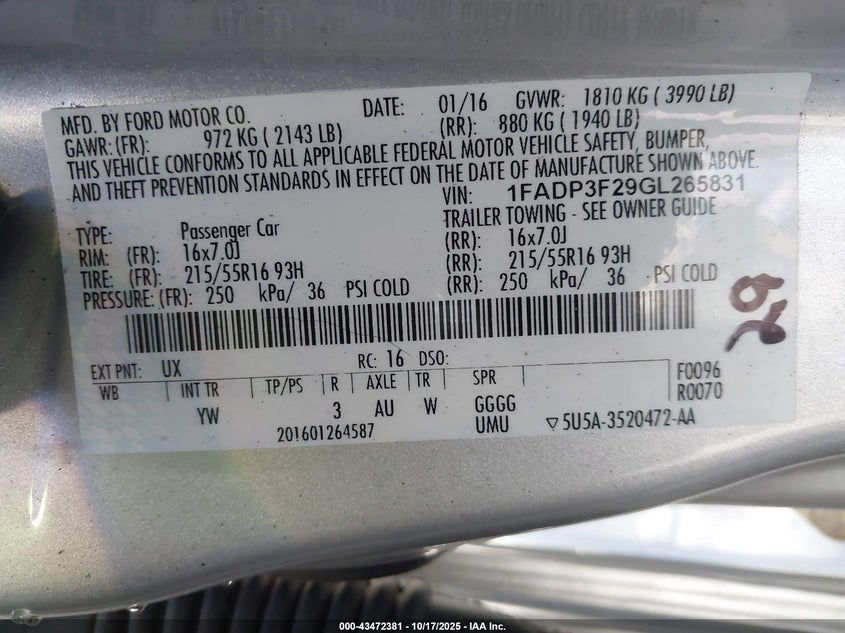 MFD. BY FORD MOTOR CO. DATE: 01/16 GVWR: 1810 KG ( 3990 LB)
GAWR: (FR): 972 KG ( 2143 LB) (RR): 880 KG ( 1940 LB)
THIS VEHICLE CONFORMS TO ALL APPLICABLE FEDERAL MOTOR VEHICLE SAFETY, BUMPER,
AND THEFT PREVENTION STANDARDS IN EFFECT ON THE DATE OF MANUFACTURE SHOWN ABOVE.
VIN: 1FADP3F29GL265831
TRAILER TOWING - SEE OWNER GUIDE
TYPE: Passenger Car
RIM: (FR): 16x7.0J (RR): 16x7.0J
TIRE: (FR): 215/55R16 93H (RR): 215/55R16 93H
PRESSURE: (FR): 250 kPa/ 36 PSI COLD (RR): 250 kPa/ 36 PSI COLD
29
EXT PNT: UX RC: 16 DSO: F0096
WB INT TR TP/PS R AXLE TR SPR R0070
YW 3 AU W GGGG
201601264587 UMU ▽5U5A-3520472-AA
000-43472381 - 10/17/2025 - IAA Inc.